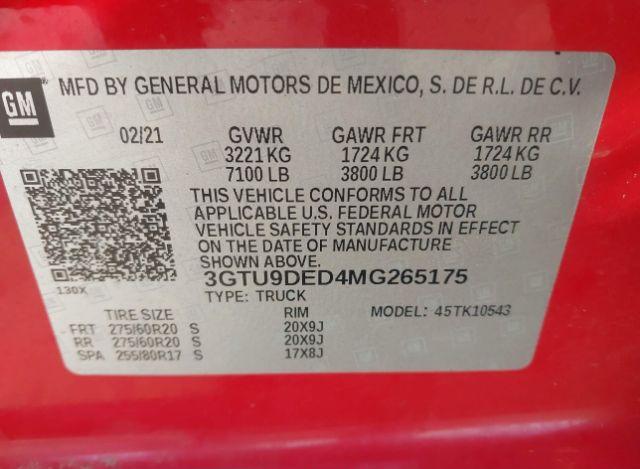 GM
MFD BY GENERAL MOTORS DE MEXICO, S. DE R.L. DE C.V.
02/21 GVWR GAWR FRT GAWR RR
3221 KG 1724 KG 1724 KG
7100 LB 3800 LB 3800 LB
THIS VEHICLE CONFORMS TO ALL
APPLICABLE U.S. FEDERAL MOTOR
VEHICLE SAFETY STANDARDS IN EFFECT
ON THE DATE OF MANUFACTURE
SHOWN ABOVE.
130X
3GTU9DED4MG265175
TYPE: TRUCK MODEL: 45TK10543
TIRE SIZE RIM
FRT 275/60R20 S 20X9J
RR 275/60R20 S 20X9J
SPA 255/80R17 S 17X8J